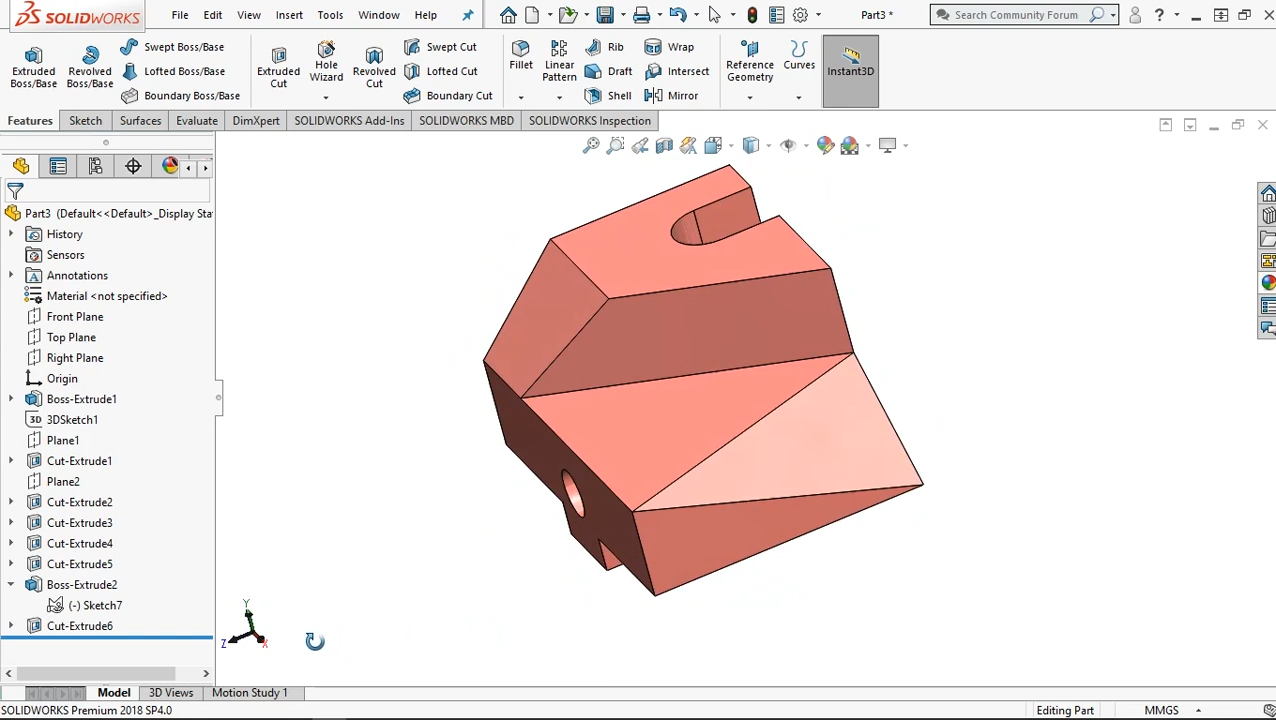 SOLIDWORKS File Edit View Insert Tools Window Help Part3 * Search Community Forum ?
Extruded Boss/Base Revolved Boss/Base Swept Boss/Base Lofted Boss/Base Boundary Boss/Base Extruded Cut Hole Wizard Revolved Cut Swept Cut Lofted Cut Boundary Cut Fillet Linear Pattern Rib Draft Shell Wrap Intersect Mirror Reference Geometry Curves Instant3D
Features Sketch Surfaces Evaluate DimXpert SOLIDWORKS Add-Ins SOLIDWORKS MBD SOLIDWORKS Inspection
Part3 (Default<<Default>_Display Sta
History
Sensors
Annotations
Material <not specified>
Front Plane
Top Plane
Right Plane
Origin
Boss-Extrude1
3D 3DSketch1
Plane1
Cut-Extrude1
Plane2
Cut-Extrude2
Cut-Extrude3
Cut-Extrude4
Cut-Extrude5
Boss-Extrude2
(-) Sketch7
Cut-Extrude6
Y
Z X
Model 3D Views Motion Study 1
SOLIDWORKS Premium 2018 SP4.0 Editing Part MMGS